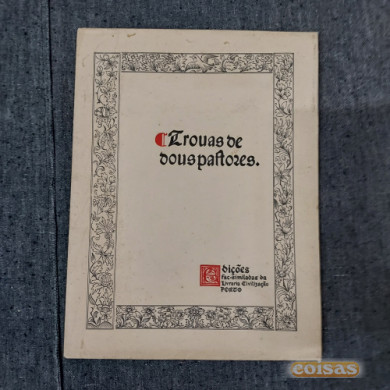 Trouas de
dous pastores.
Edições
fac-similadas da
Livraria Civilização
PORTO
coisas